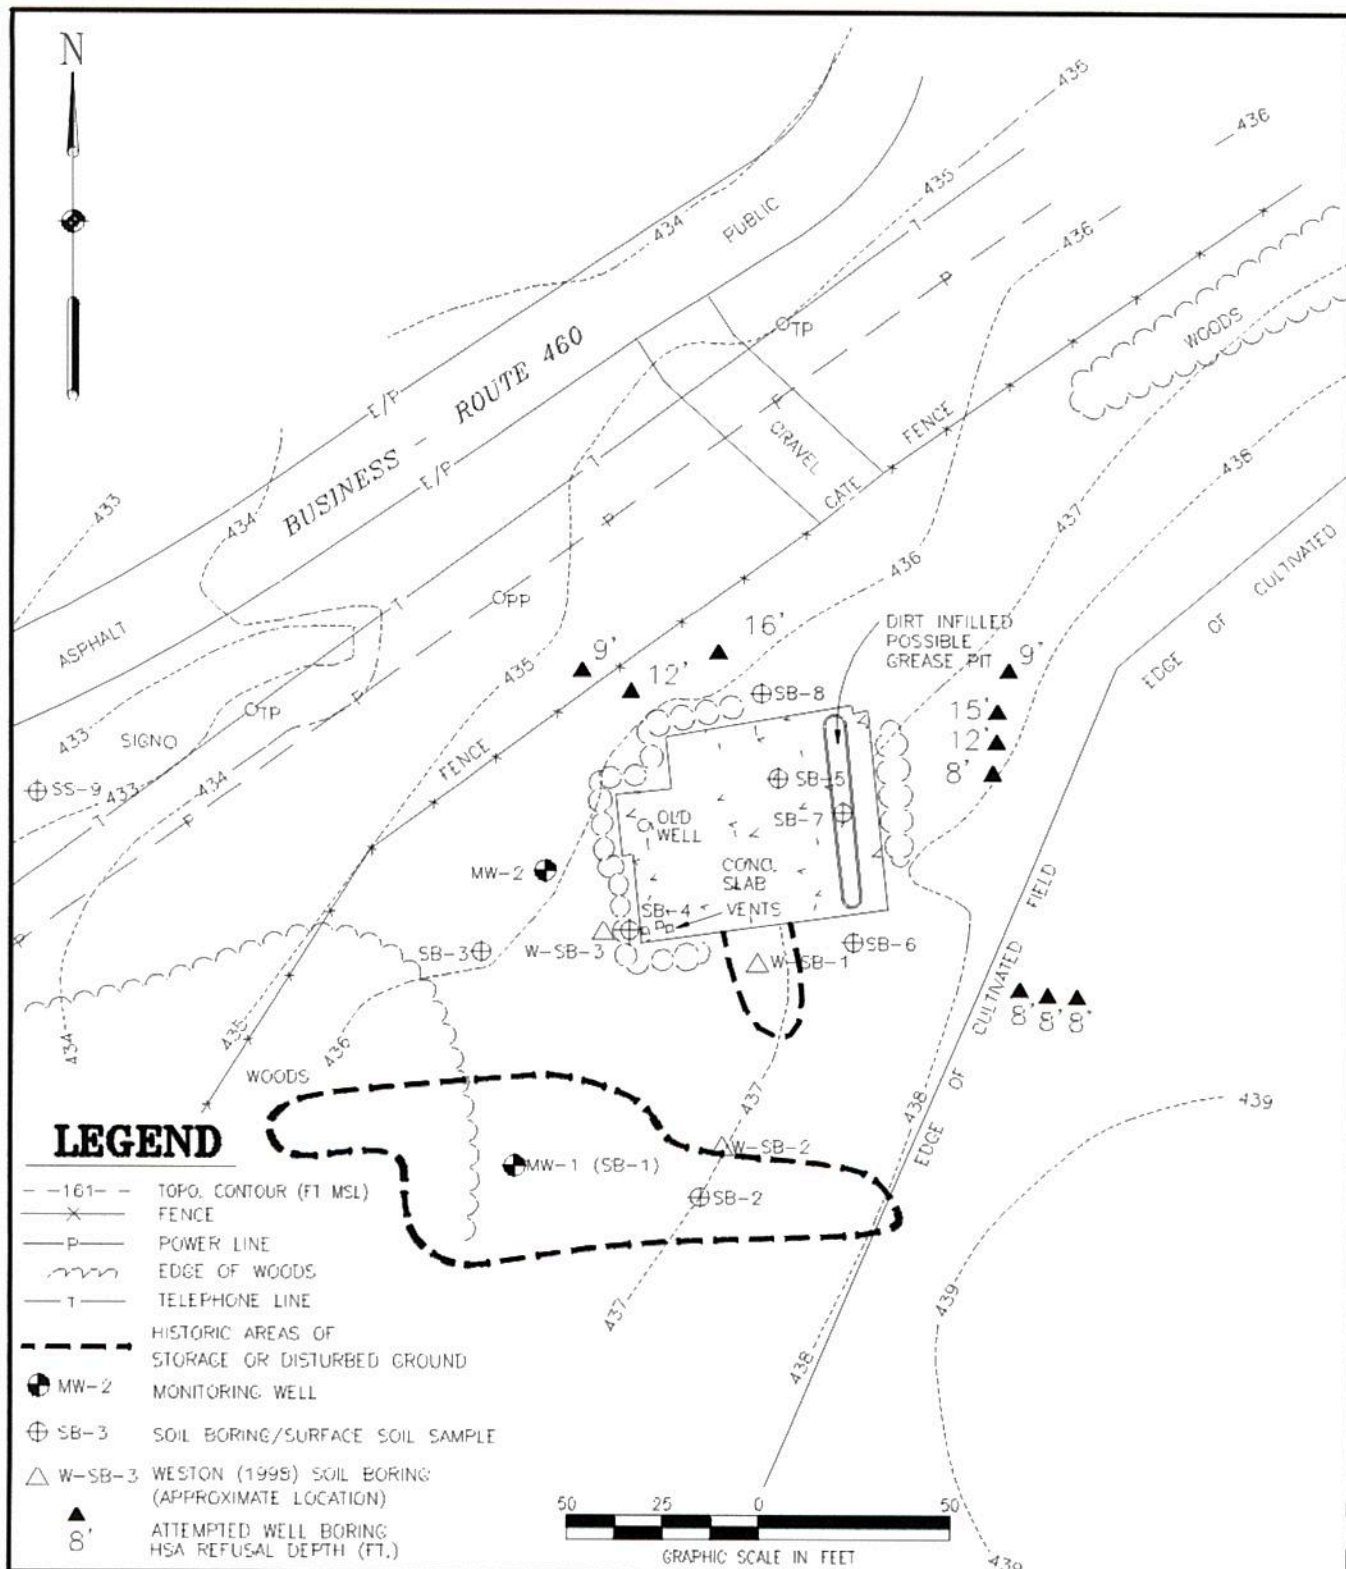 N
435
436
434
PUBLIC
435
436
TP
WOODS
E/P
BUSINESS - ROUTE 460
E/P
T
T
P
P
P
GRAVEL
FENCE
GATE
433
434
438
437
436
ASPHALT
T
PP
DIRT INFILLED
POSSIBLE
GREASE PIT
EDGE OF CULTIVATED
9'
12'
16'
9'
15'
12'
8'
435
SB-8
TP
433
SIGN
FENCE
SS-9
433
434
T
P
P
SB-5
SB-7
OLD
WELL
CONC.
SLAB
MW-2
SB-4
VENTS
SB-3
W-SB-3
W-SB-1
SB-6
EDGE OF CULTIVATED FIELD
8' 8' 8'
434
435
436
WOODS
437
438
439
W-SB-2
MW-1 (SB-1)
SB-2
437
438
439
439
LEGEND
161 TOPO. CONTOUR (FT MSL)
FENCE
P POWER LINE
EDGE OF WOODS
T TELEPHONE LINE
HISTORIC AREAS OF
STORAGE OR DISTURBED GROUND
MW-2 MONITORING WELL
SB-3 SOIL BORING/SURFACE SOIL SAMPLE
W-SB-3 WESTON (1998) SOIL BORING
(APPROXIMATE LOCATION)
8' ATTEMPTED WELL BORING
HSA REFUSAL DEPTH (FT.)
50 25 0 50
GRAPHIC SCALE IN FEET